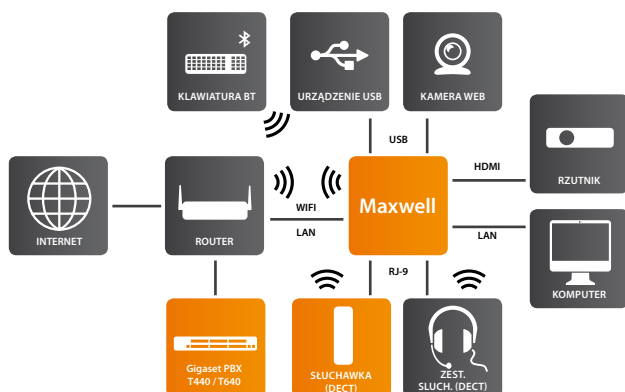 KLAWIATURA BT
URZĄDZENIE USB
KAMERA WEB
USB
HDMI
RZUTNIK
INTERNET
ROUTER
WIFI
LAN
Maxwell
LAN
KOMPUTER
RJ-9
Gigaset PBX
T440 / T640
SŁUCHAWKA
(DECT)
ZEST.
SLUCH. (DECT)